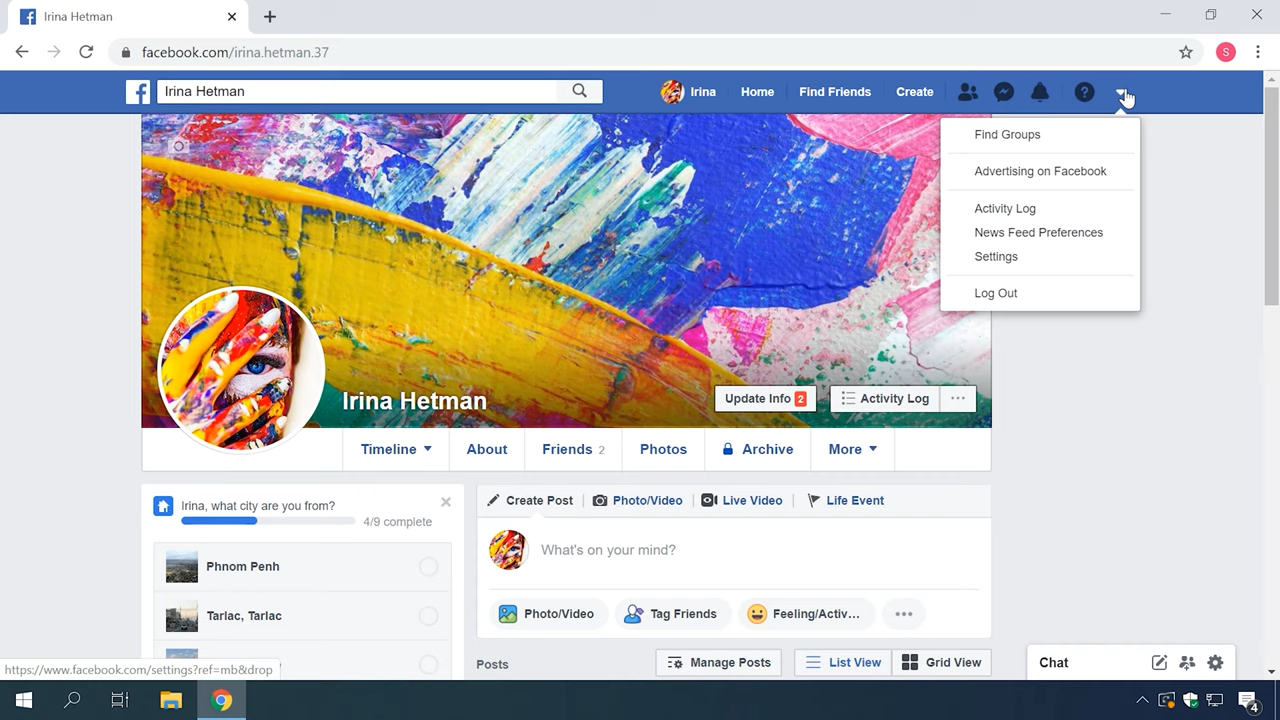 Irina Hetman
facebook.com/irina.hetman.37
S
Irina Hetman
Irina
Home
Find Friends
Create
Find Groups
Advertising on Facebook
Activity Log
News Feed Preferences
Settings
Log Out
Irina Hetman
Update Info 2
Activity Log
Timeline
About
Friends 2
Photos
Archive
More
Irina, what city are you from?
4/9 complete
Phnom Penh
Tarlac, Tarlac
Create Post
Photo/Video
Live Video
Life Event
What's on your mind?
Photo/Video
Tag Friends
Feeling/Activ...
Posts
Manage Posts
List View
Grid View
Chat
https://www.facebook.com/settings?ref=mb&drop
4